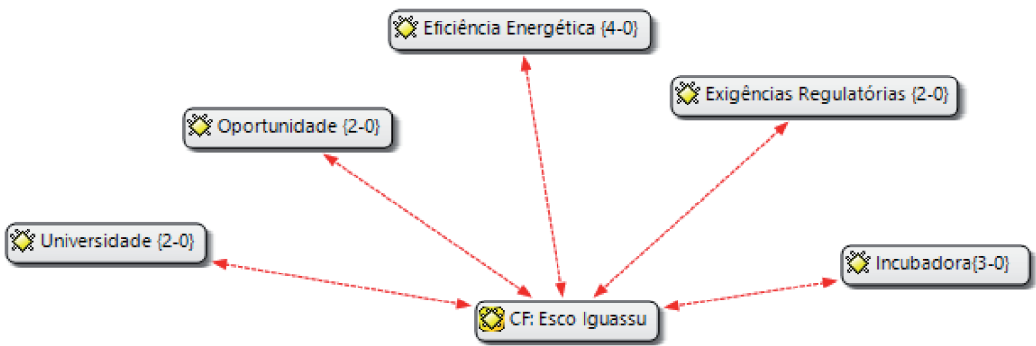 Eficiência Energética {4-0}
Exigências Regulatórias {2-0}
Oportunidade {2-0}
Universidade {2-0}
Incubadora{3-0}
CF: Esco Iguassu